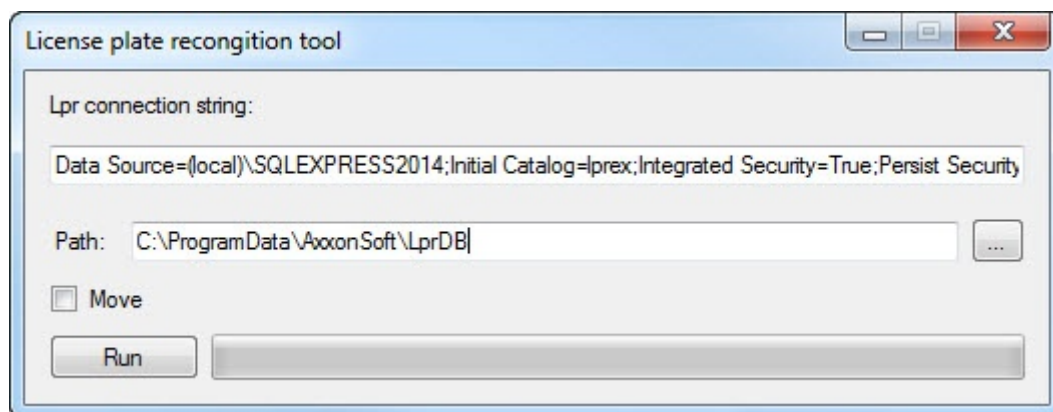 License plate recongition tool
Lpr connection string:
Data Source=(local)\SQLEXPRESS2014;Initial Catalog=lprex;Integrated Security=True;Persist Security
Path: C:\ProgramData\AxxonSoft\LprDB
...
Move
Run